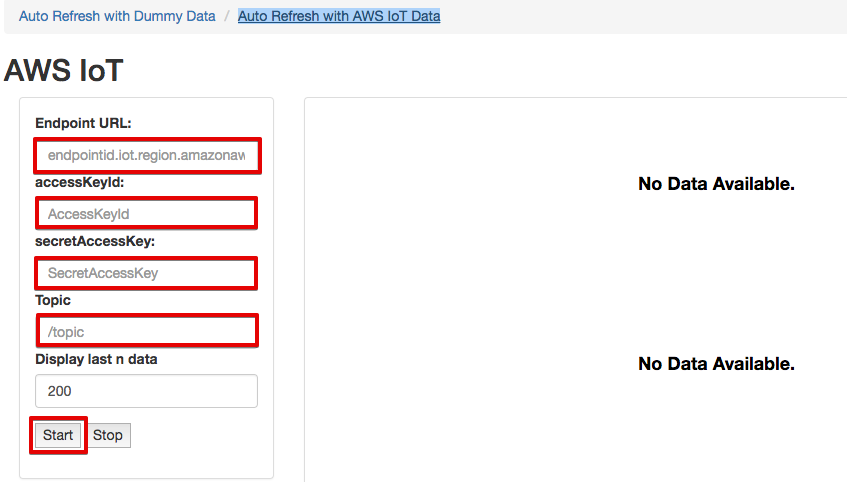 Auto Refresh with Dummy Data / Auto Refresh with AWS IoT Data
AWS IoT
Endpoint URL:
endpointid.iot.region.amazonaw
accessKeyId:
AccessKeyId
secretAccessKey:
SecretAccessKey
Topic
/topic
Display last n data
200
Start Stop
No Data Available.
No Data Available.